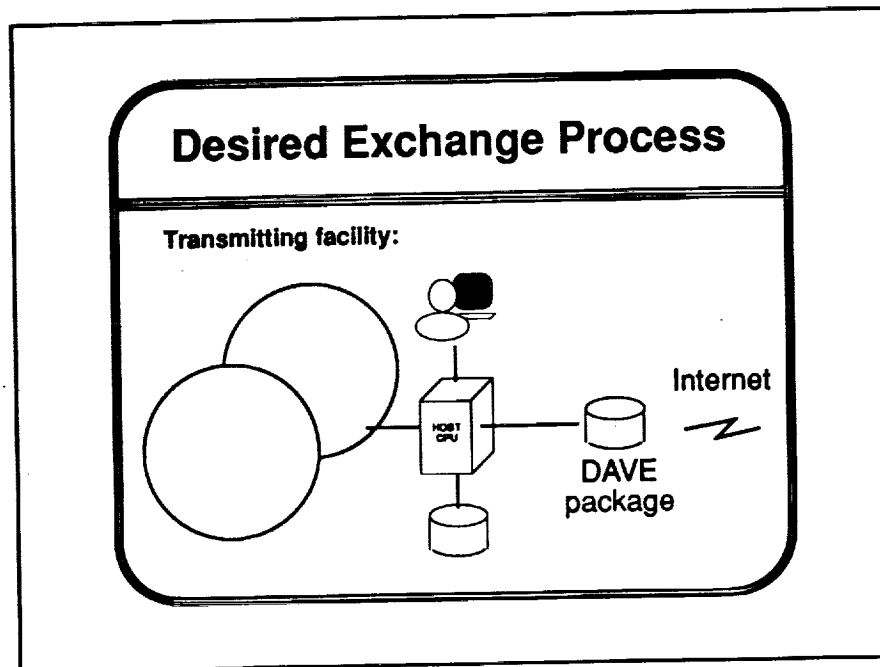 Desired Exchange Process
Transmitting facility:
HOST
CPU
Internet
DAVE
package